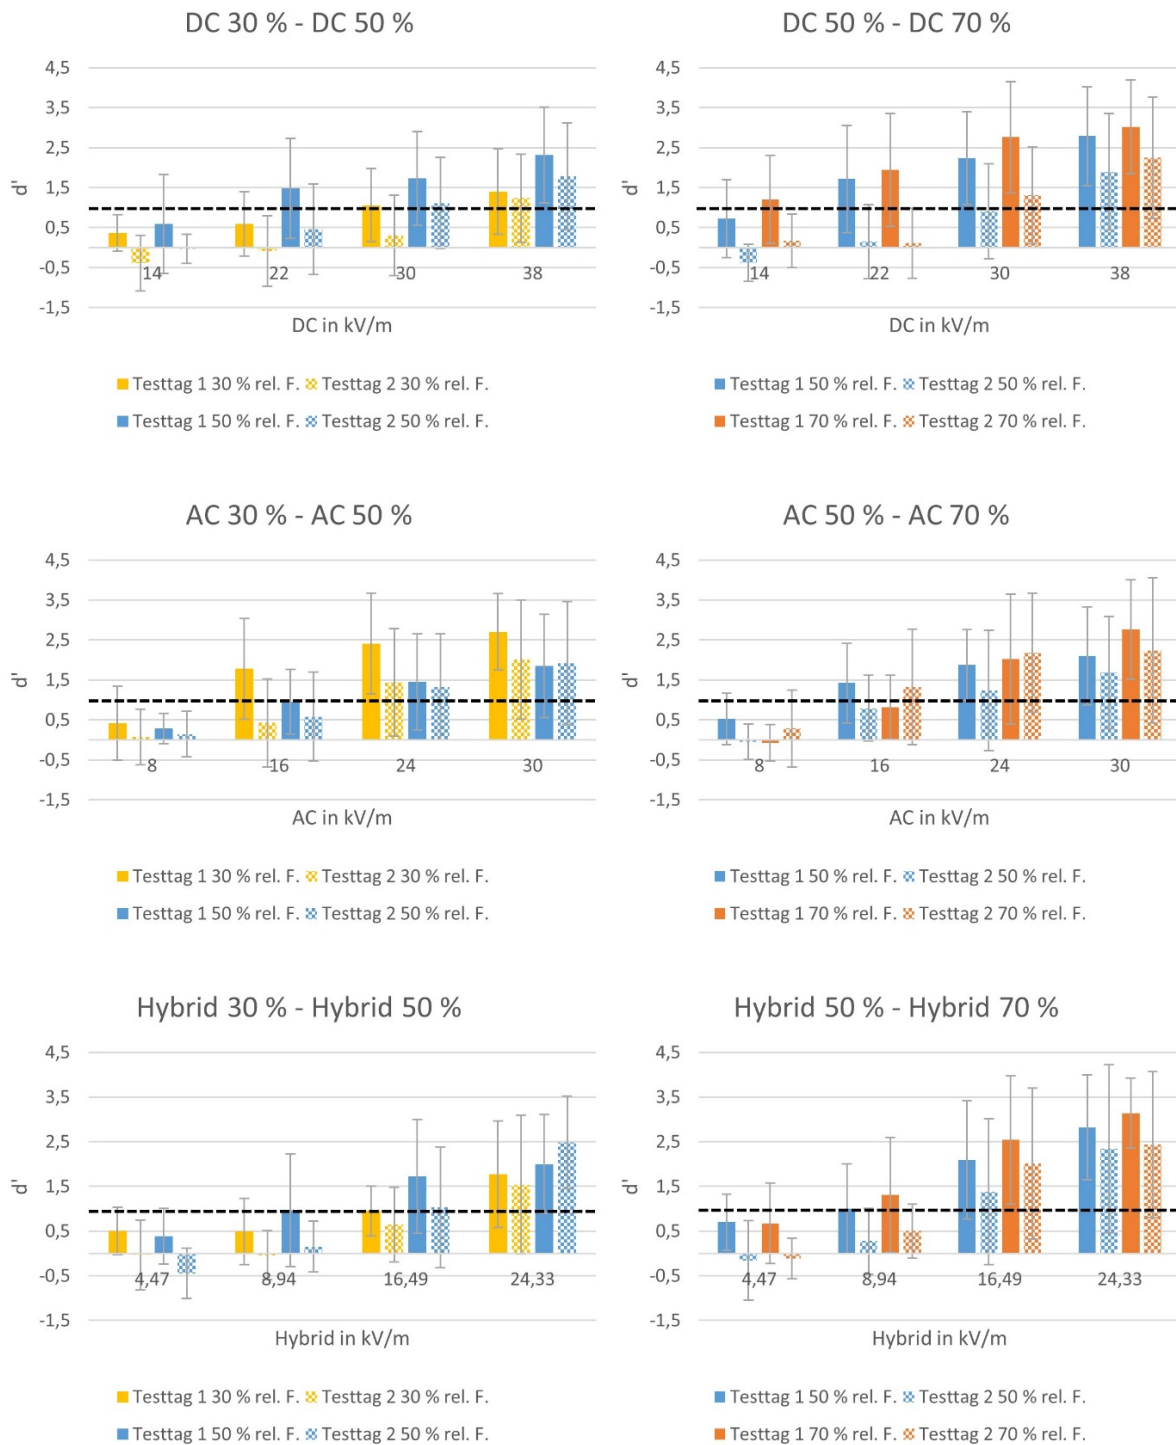 DC 30 % - DC 50 %
4,5
3,5
2,5
1,5
0,5
-0,5
-1,5
d'
14 22 30 38
DC in kV/m
Testtag 1 30 % rel. F. Testtag 2 30 % rel. F.
Testtag 1 50 % rel. F. Testtag 2 50 % rel. F.
DC 50 % - DC 70 %
4,5
3,5
2,5
1,5
0,5
-0,5
-1,5
d'
14 22 30 38
DC in kV/m
Testtag 1 50 % rel. F. Testtag 2 50 % rel. F.
Testtag 1 70 % rel. F. Testtag 2 70 % rel. F.
AC 30 % - AC 50 %
4,5
3,5
2,5
1,5
0,5
-0,5
-1,5
d'
8 16 24 30
AC in kV/m
Testtag 1 30 % rel. F. Testtag 2 30 % rel. F.
Testtag 1 50 % rel. F. Testtag 2 50 % rel. F.
AC 50 % - AC 70 %
4,5
3,5
2,5
1,5
0,5
-0,5
-1,5
d'
8 16 24 30
AC in kV/m
Testtag 1 50 % rel. F. Testtag 2 50 % rel. F.
Testtag 1 70 % rel. F. Testtag 2 70 % rel. F.
Hybrid 30 % - Hybrid 50 %
4,5
3,5
2,5
1,5
0,5
-0,5
-1,5
d'
4,47 8,94 16,49 24,33
Hybrid in kV/m
Testtag 1 30 % rel. F. Testtag 2 30 % rel. F.
Testtag 1 50 % rel. F. Testtag 2 50 % rel. F.
Hybrid 50 % - Hybrid 70 %
4,5
3,5
2,5
1,5
0,5
-0,5
-1,5
d'
4,47 8,94 16,49 24,33
Hybrid in kV/m
Testtag 1 50 % rel. F. Testtag 2 50 % rel. F.
Testtag 1 70 % rel. F. Testtag 2 70 % rel. F.